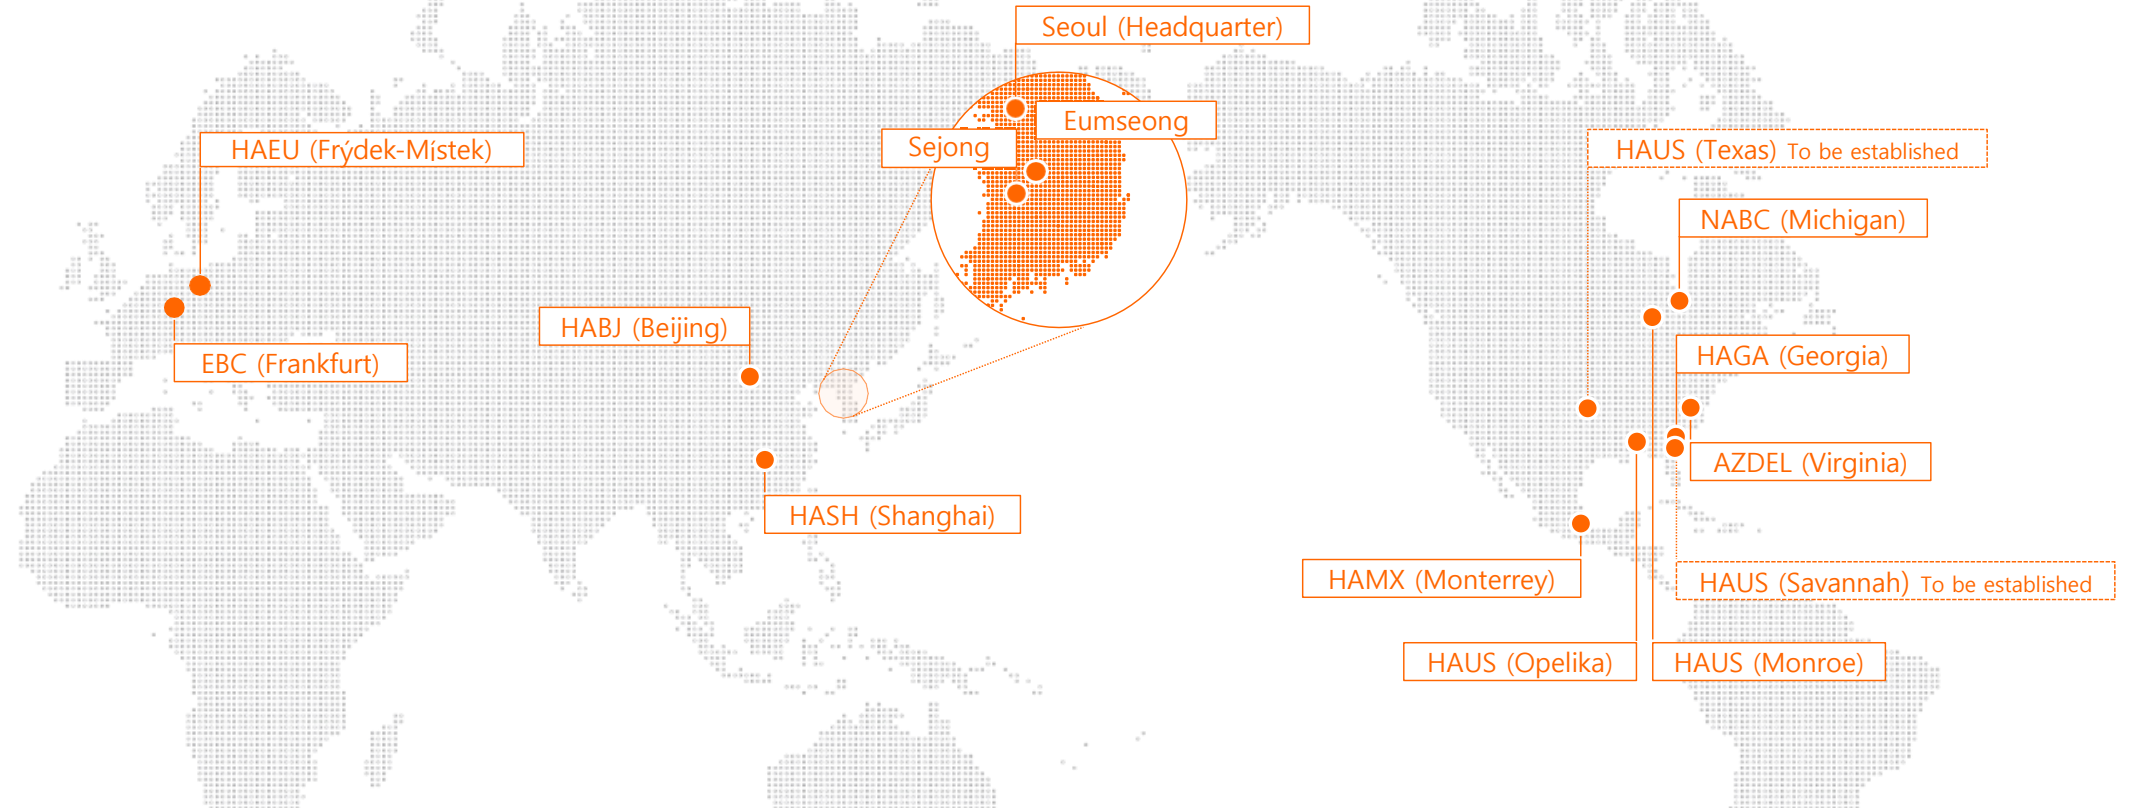 Seoul (Headquarter)
Eumseong
Sejong
HAEU (Frýdek-Místek)
HAUS (Texas) To be established
NABC (Michigan)
HABJ (Beijing)
EBC (Frankfurt)
HAGA (Georgia)
AZDEL (Virginia)
HASH (Shanghai)
HAMX (Monterrey)
HAUS (Savannah) To be established
HAUS (Opelika)
HAUS (Monroe)